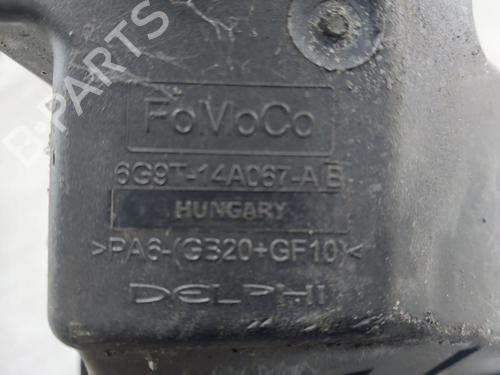 B-PARTS
FoMoCo
6G9T-14A067-AB
HUNGARY
>PA6-(GB20+GF10)<
DELPHI